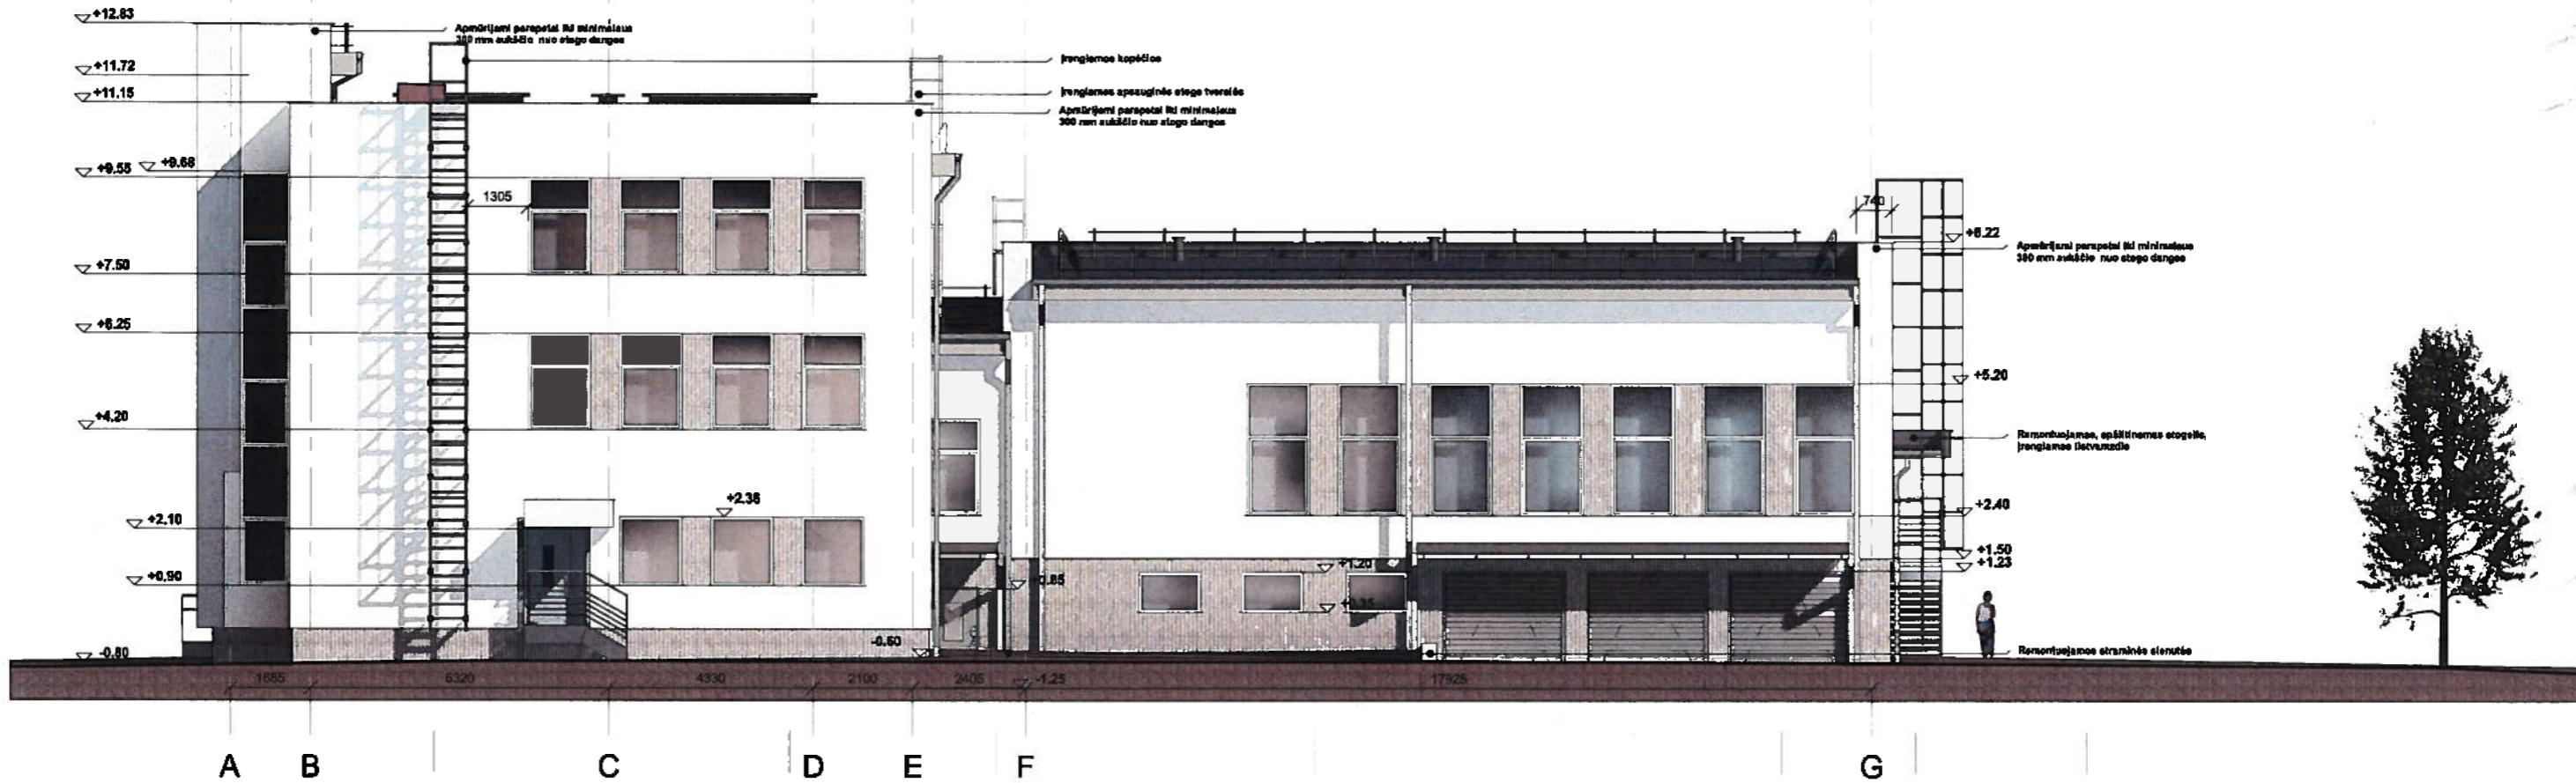 +12.83
Apmūrijami parapetai iki minimalaus
300 mm aukščio nuo stogo dangos
+11.72
Įrengiamos kopėčios
+11.15
Įrengiamos apsauginės stogo tvorelės
Apmūrijami parapetai iki minimalaus
300 mm aukščio nuo stogo dangos
+9.68
+9.55
1305
740
+8.22
Apmūrijami parapetai iki minimalaus
300 mm aukščio nuo stogo dangos
+7.50
+6.25
+5.20
+4.20
Remontuojamas, apšiltinamas stogelis,
įrengiamas lietvamzdis
+2.36
+2.40
+2.10
+1.50
+1.20
+1.23
+0.90
-0.60
-0.80
Remontuojamos atraminės sienutės
1685
6320
4330
2100
2405
-1.25
17925
A
B
C
D
E
F
G